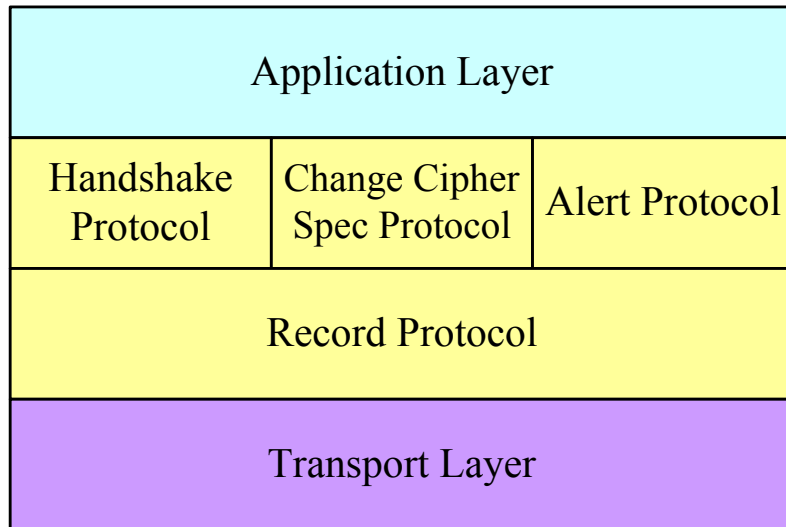 Application Layer
Handshake
Protocol
Change Cipher
Spec Protocol
Alert Protocol
Record Protocol
Transport Layer